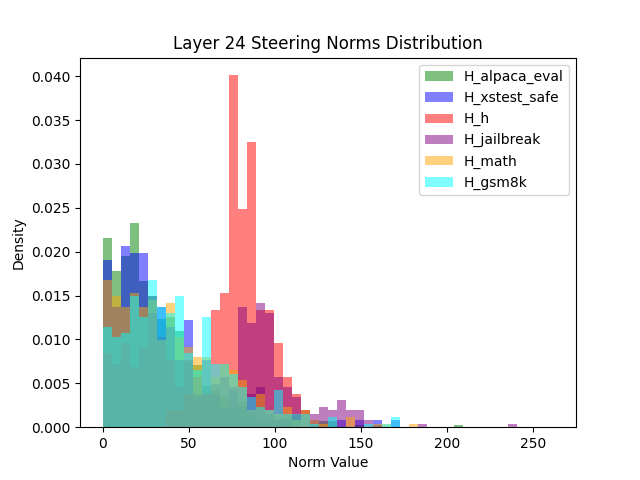 Layer 24 Steering Norms Distribution
H_alpaca_eval
H_xstest_safe
H_h
H_jailbreak
H_math
H_gsm8k
0.040
0.035
0.030
0.025
0.020
0.015
0.010
0.005
0.000
Density
0
50
100
150
200
250
Norm Value